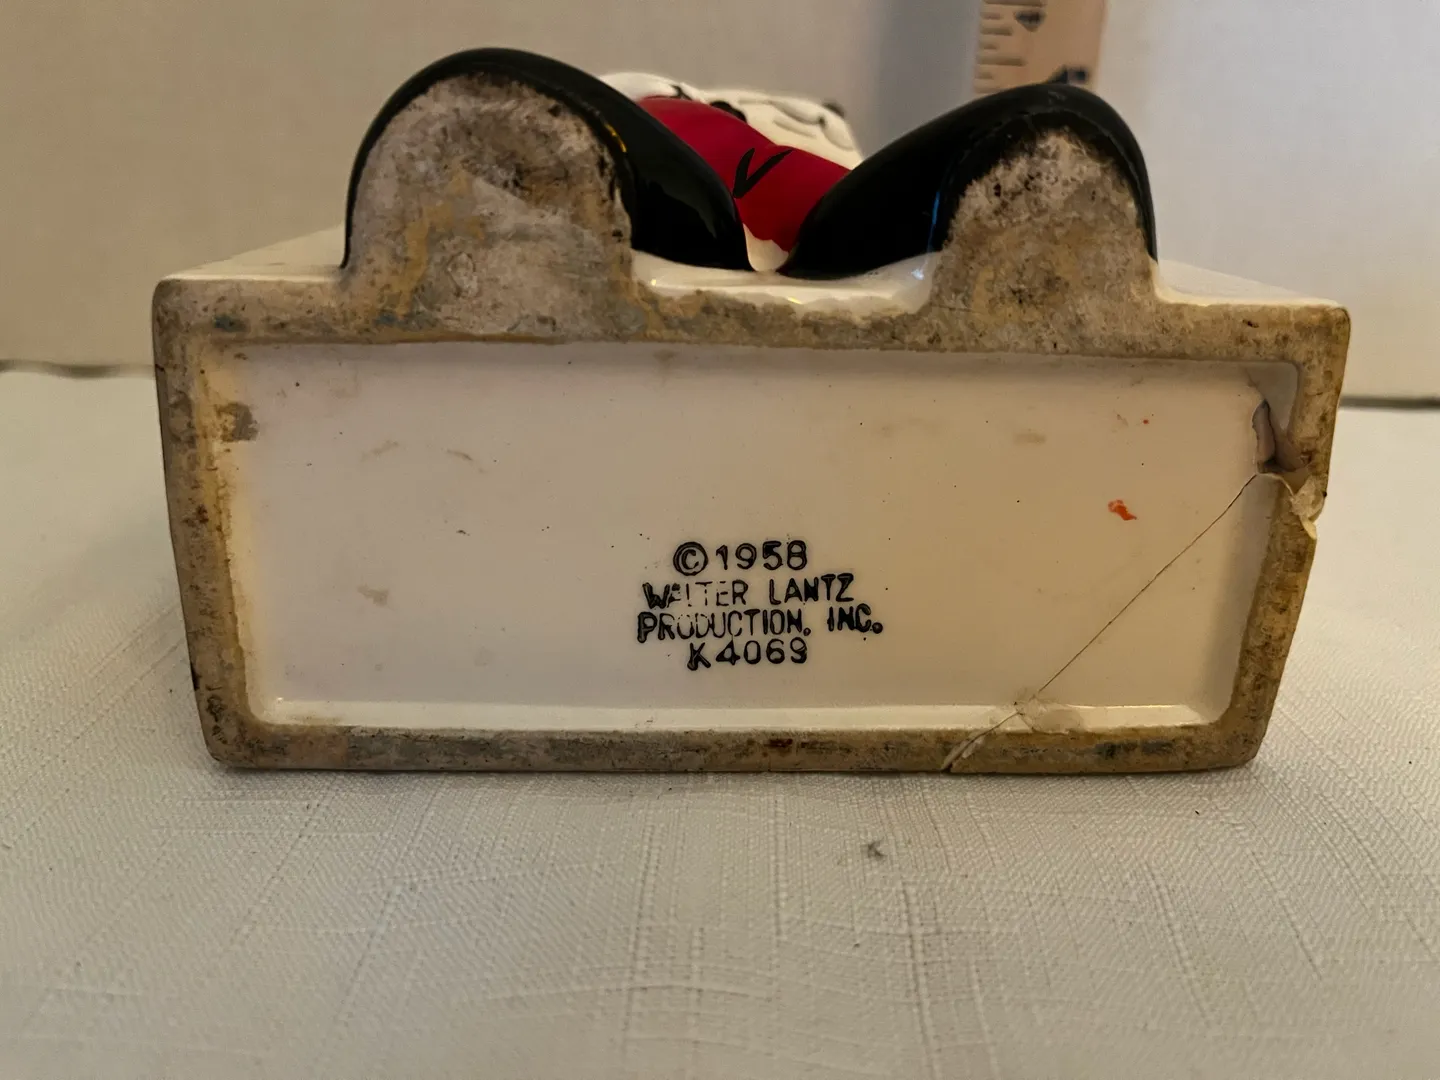 ©1958
WALTER LANTZ
PRODUCTION. INC.
K4069